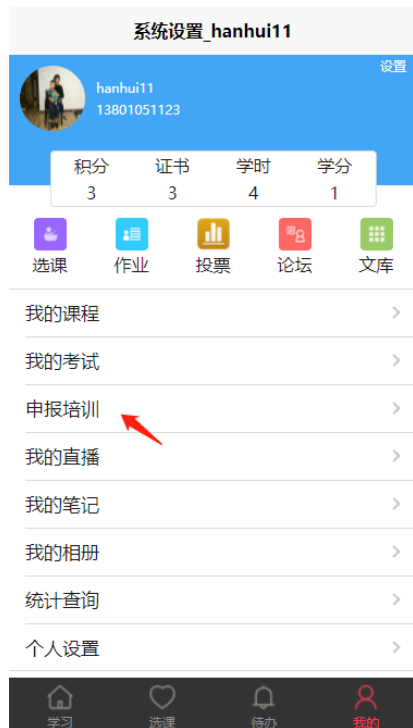 系统设置_hanhui11
设置
hanhui11
13801051123
积分 证书 学时 学分
3 3 4 1
选课 作业 投票 论坛 文库
我的课程
我的考试
申报培训
我的直播
我的笔记
我的相册
统计查询
个人设置
学习 选课 待办 我的